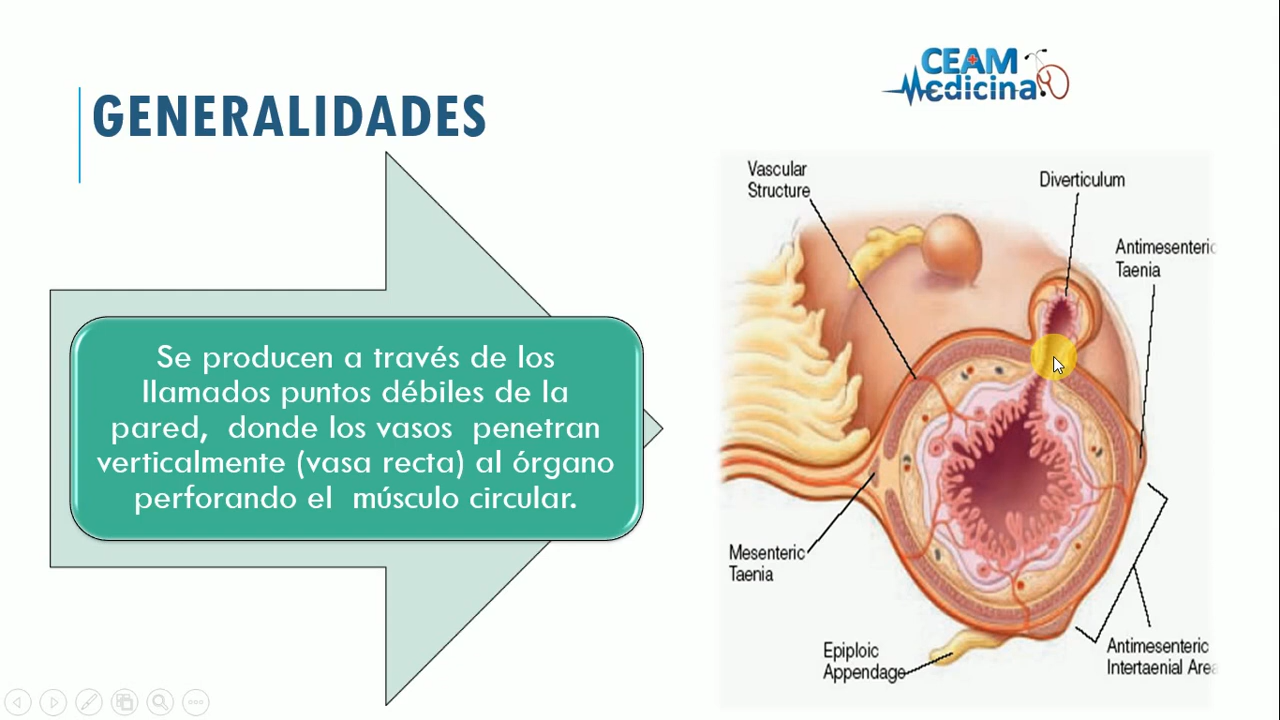 CEAM
Medicina
GENERALIDADES
Se producen a través de los
llamados puntos débiles de la
pared, donde los vasos penetran
verticalmente (vasa recta) al órgano
perforando el músculo circular.
Vascular
Structure
Diverticulum
Antimesenteric
Taenia
Mesenteric
Taenia
Epiploic
Appendage
Antimesenteric
Intertaenial Area